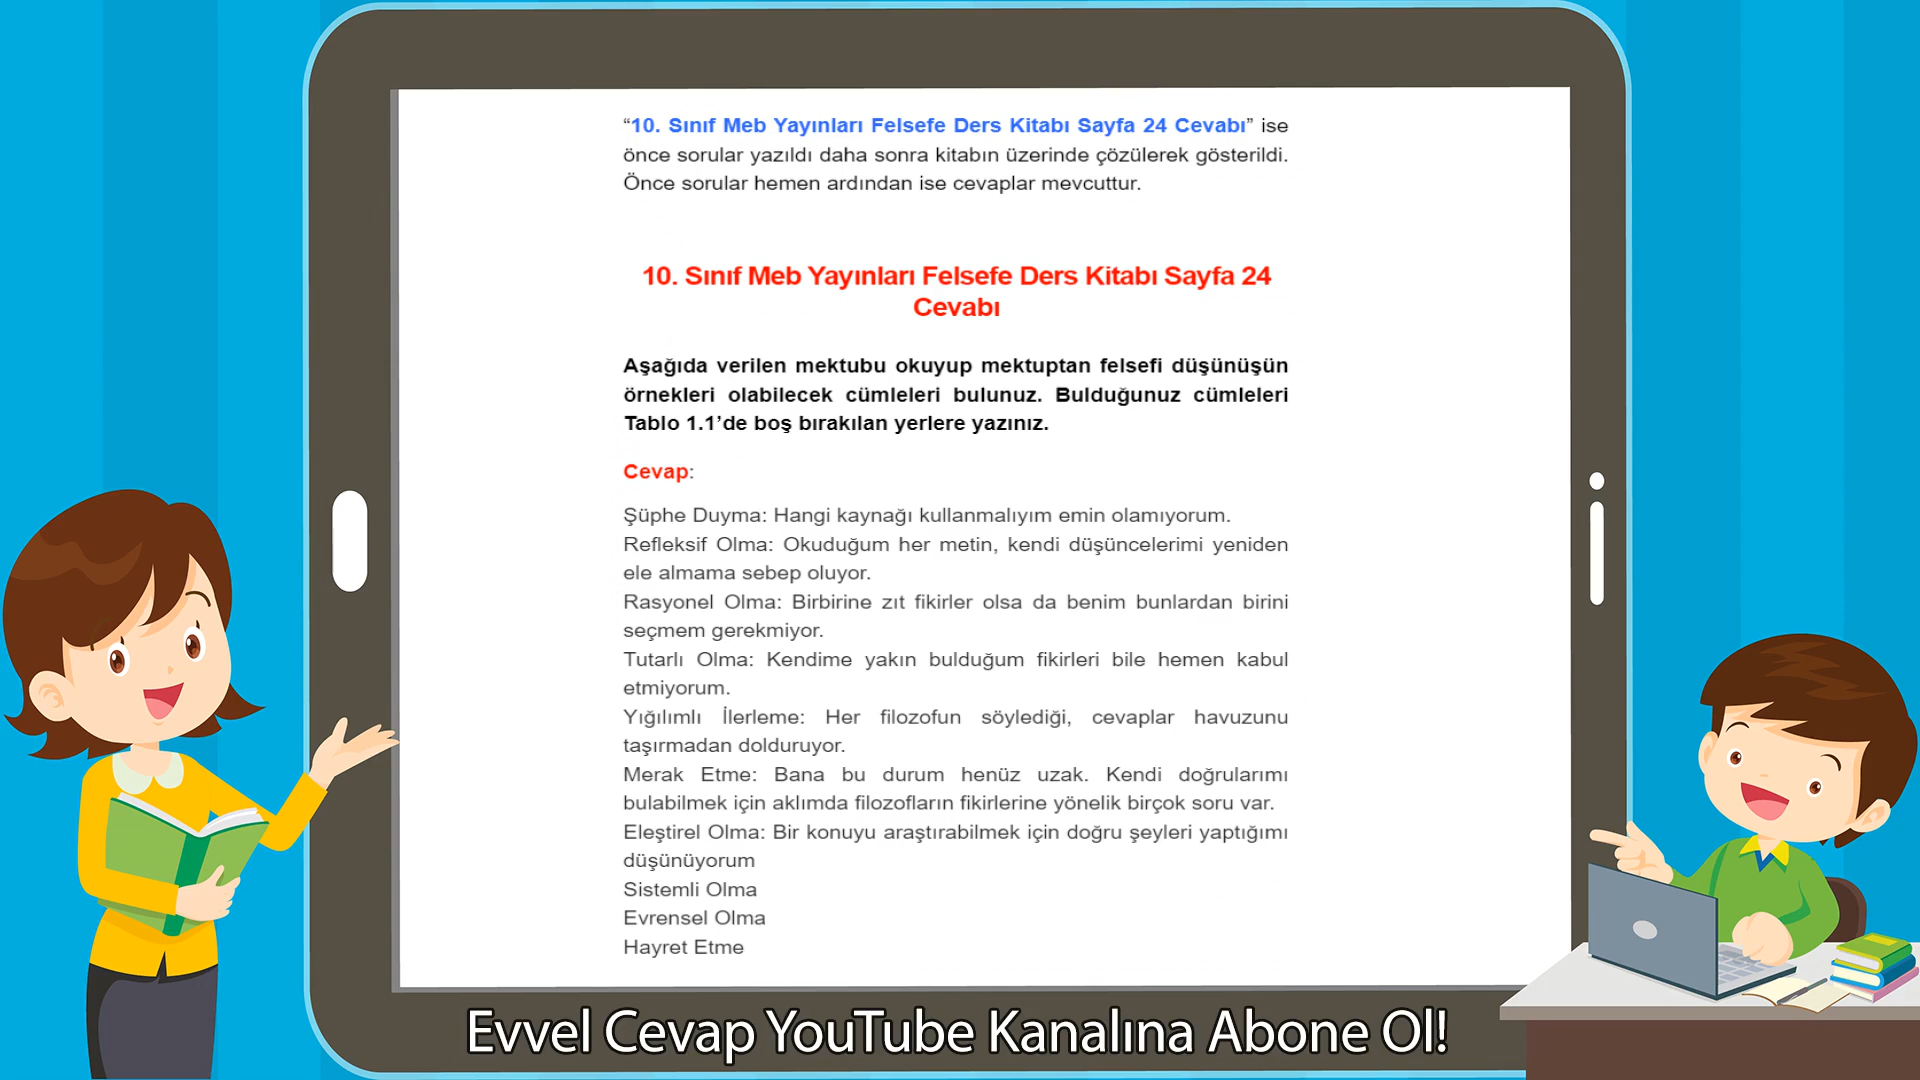 “10. Sınıf Meb Yayınları Felsefe Ders Kitabı Sayfa 24 Cevabı” ise
önce sorular yazıldı daha sonra kitabın üzerinde çözülerek gösterildi.
Önce sorular hemen ardından ise cevaplar mevcuttur.
10. Sınıf Meb Yayınları Felsefe Ders Kitabı Sayfa 24
Cevabı
Aşağıda verilen mektubu okuyup mektuptan felsefi düşünüşün
örnekleri olabilecek cümleleri bulunuz. Bulduğunuz cümleleri
Tablo 1.1’de boş bırakılan yerlere yazınız.
Cevap:
Şüphe Duyma: Hangi kaynağı kullanmalıyım emin olamıyorum.
Refleksif Olma: Okuduğum her metin, kendi düşüncelerimi yeniden
ele almama sebep oluyor.
Rasyonel Olma: Birbirine zıt fikirler olsa da benim bunlardan birini
seçmem gerekmiyor.
Tutarlı Olma: Kendime yakın bulduğum fikirleri bile hemen kabul
etmiyorum.
Yığılımlı İlerleme: Her filozofun söylediği, cevaplar havuzunu
taşırmadan dolduruyor.
Merak Etme: Bana bu durum henüz uzak. Kendi doğrularımı
bulabilmek için aklımda filozofların fikirlerine yönelik birçok soru var.
Eleştirel Olma: Bir konuyu araştırabilmek için doğru şeyleri yaptığımı
düşünüyorum
Sistemli Olma
Evrensel Olma
Hayret Etme
Evvel Cevap YouTube Kanalına Abone Ol!